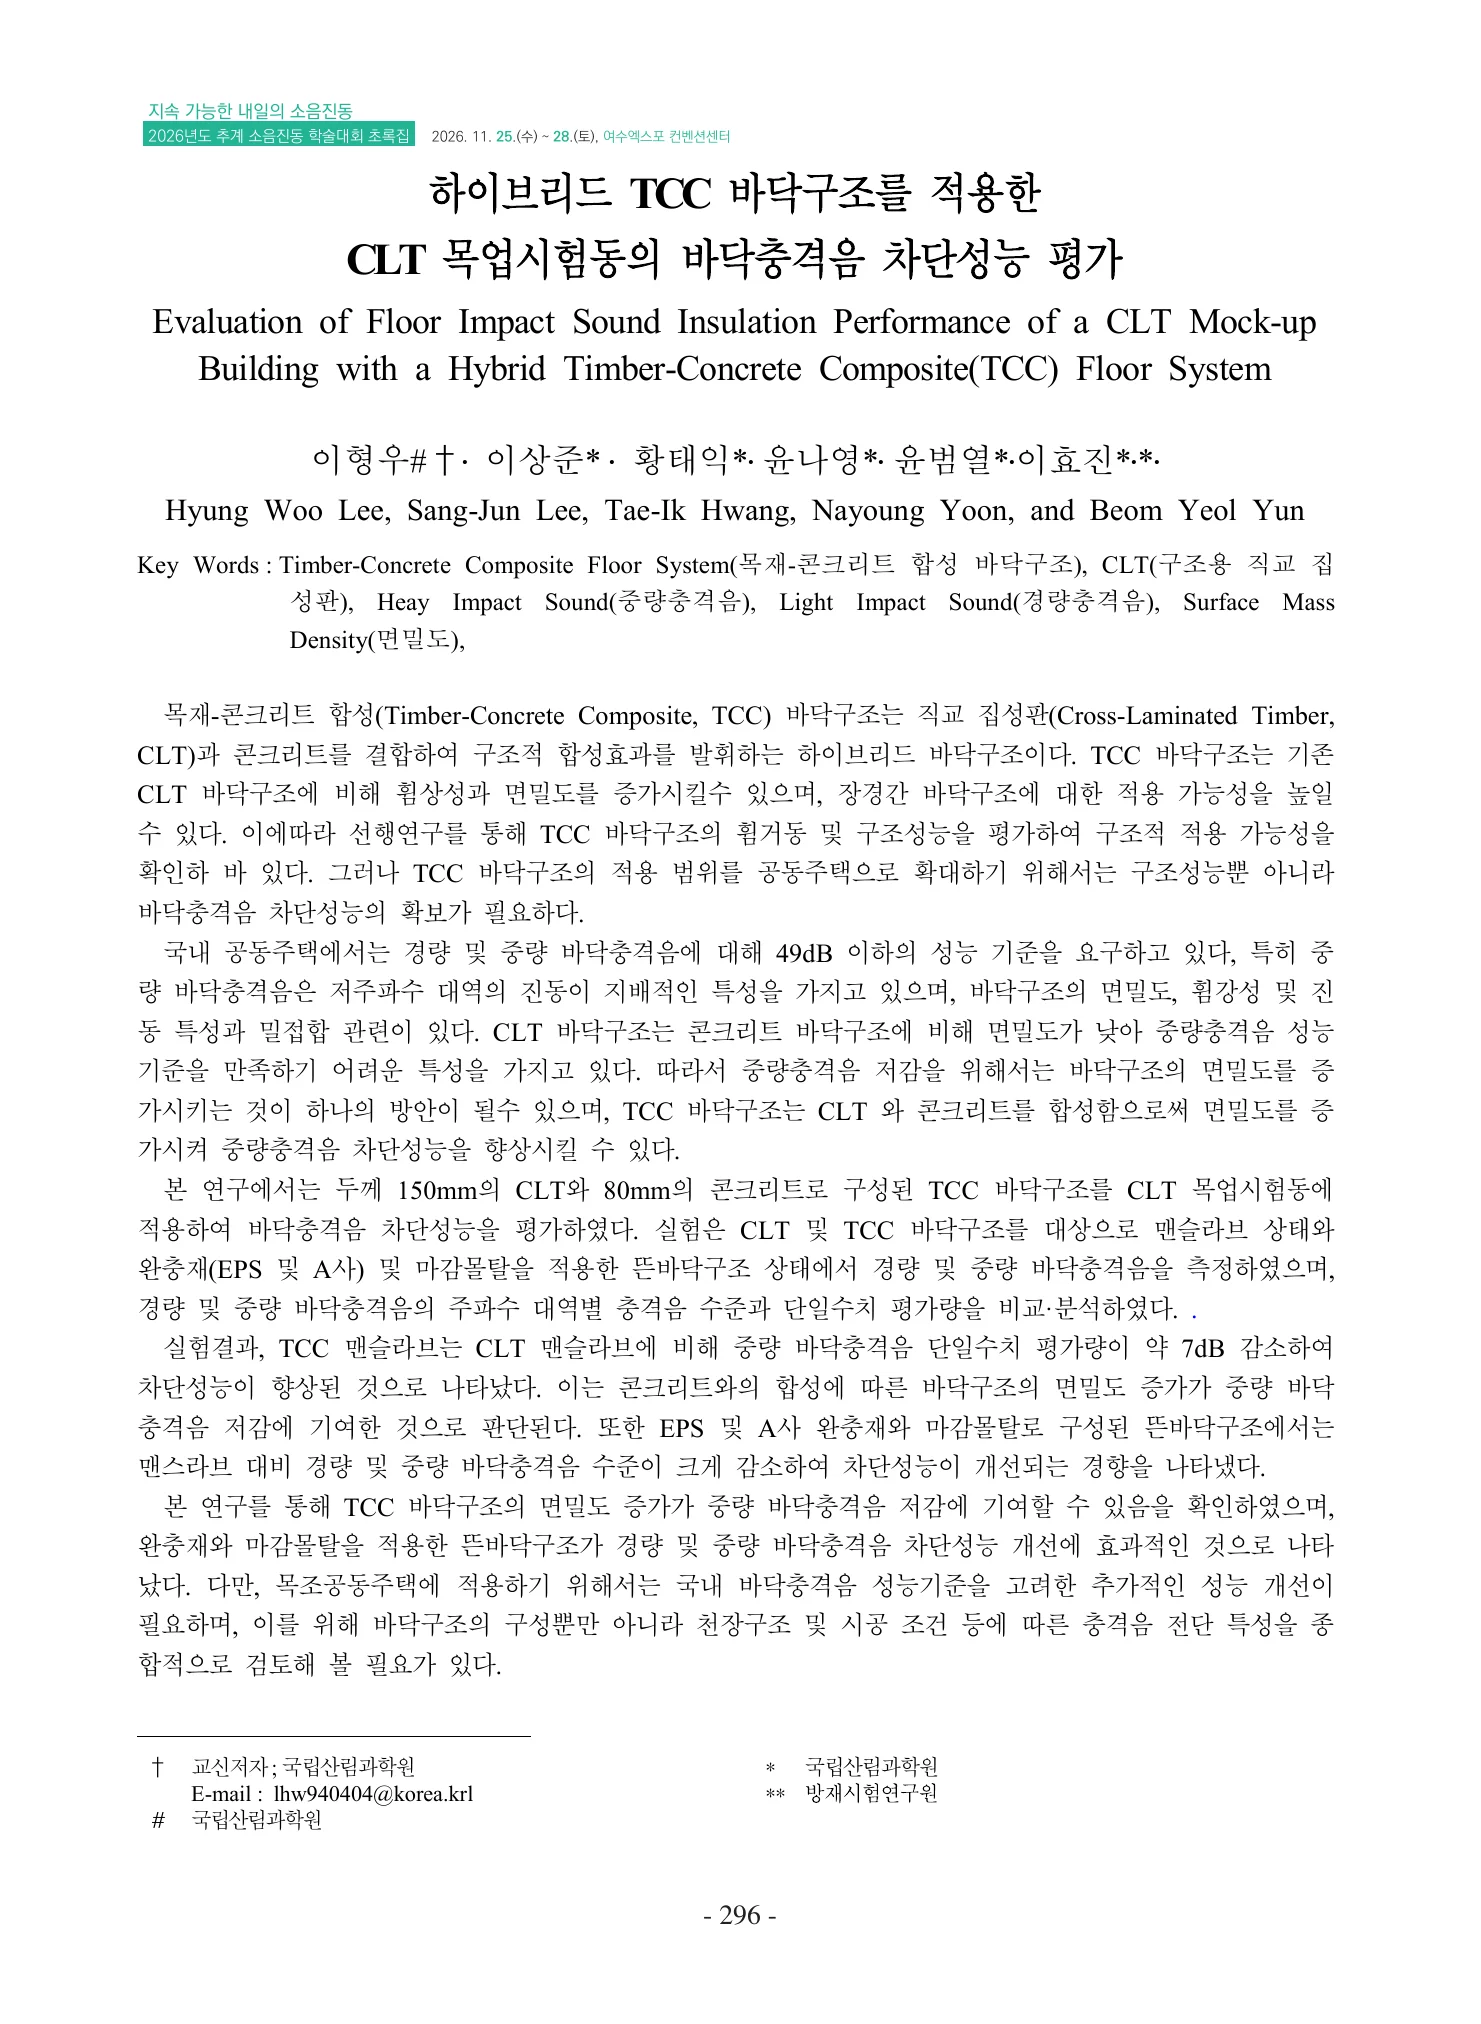 지속 가능한 내일의 소음진동
2026년도 추계 소음진동 학술대회 초록집 2026. 11. 25.(수) ~ 28.(토), 여수엑스포 컨벤션센터
하이브리드 TCC 바닥구조를 적용한
CLT 목업시험동의 바닥충격음 차단성능 평가
Evaluation of Floor Impact Sound Insulation Performance of a CLT Mock-up
Building with a Hybrid Timber-Concrete Composite(TCC) Floor System
이형우#†· 이상준*· 황태익*· 윤나영*· 윤범열*·이효진*·*·
Hyung Woo Lee, Sang-Jun Lee, Tae-Ik Hwang, Nayoung Yoon, and Beom Yeol Yun
Key Words : Timber-Concrete Composite Floor System(목재-콘크리트 합성 바닥구조), CLT(구조용 직교 집
성판), Heay Impact Sound(중량충격음), Light Impact Sound(경량충격음), Surface Mass
Density(면밀도),
목재-콘크리트 합성(Timber-Concrete Composite, TCC) 바닥구조는 직교 집성판(Cross-Laminated Timber,
CLT)과 콘크리트를 결합하여 구조적 합성효과를 발휘하는 하이브리드 바닥구조이다. TCC 바닥구조는 기존
CLT 바닥구조에 비해 휨상성과 면밀도를 증가시킬수 있으며, 장경간 바닥구조에 대한 적용 가능성을 높일
수 있다. 이에따라 선행연구를 통해 TCC 바닥구조의 휨거동 및 구조성능을 평가하여 구조적 적용 가능성을
확인하 바 있다. 그러나 TCC 바닥구조의 적용 범위를 공동주택으로 확대하기 위해서는 구조성능뿐 아니라
바닥충격음 차단성능의 확보가 필요하다.
국내 공동주택에서는 경량 및 중량 바닥충격음에 대해 49dB 이하의 성능 기준을 요구하고 있다, 특히 중
량 바닥충격음은 저주파수 대역의 진동이 지배적인 특성을 가지고 있으며, 바닥구조의 면밀도, 휨강성 및 진
동 특성과 밀접합 관련이 있다. CLT 바닥구조는 콘크리트 바닥구조에 비해 면밀도가 낮아 중량충격음 성능
기준을 만족하기 어려운 특성을 가지고 있다. 따라서 중량충격음 저감을 위해서는 바닥구조의 면밀도를 증
가시키는 것이 하나의 방안이 될수 있으며, TCC 바닥구조는 CLT 와 콘크리트를 합성함으로써 면밀도를 증
가시켜 중량충격음 차단성능을 향상시킬 수 있다.
본 연구에서는 두께 150mm의 CLT와 80mm의 콘크리트로 구성된 TCC 바닥구조를 CLT 목업시험동에
적용하여 바닥충격음 차단성능을 평가하였다. 실험은 CLT 및 TCC 바닥구조를 대상으로 맨슬라브 상태와
완충재(EPS 및 A사) 및 마감몰탈을 적용한 뜬바닥구조 상태에서 경량 및 중량 바닥충격음을 측정하였으며,
경량 및 중량 바닥충격음의 주파수 대역별 충격음 수준과 단일수치 평가량을 비교·분석하였다. .
실험결과, TCC 맨슬라브는 CLT 맨슬라브에 비해 중량 바닥충격음 단일수치 평가량이 약 7dB 감소하여
차단성능이 향상된 것으로 나타났다. 이는 콘크리트와의 합성에 따른 바닥구조의 면밀도 증가가 중량 바닥
충격음 저감에 기여한 것으로 판단된다. 또한 EPS 및 A사 완충재와 마감몰탈로 구성된 뜬바닥구조에서는
맨스라브 대비 경량 및 중량 바닥충격음 수준이 크게 감소하여 차단성능이 개선되는 경향을 나타냈다.
본 연구를 통해 TCC 바닥구조의 면밀도 증가가 중량 바닥충격음 저감에 기여할 수 있음을 확인하였으며,
완충재와 마감몰탈을 적용한 뜬바닥구조가 경량 및 중량 바닥충격음 차단성능 개선에 효과적인 것으로 나타
났다. 다만, 목조공동주택에 적용하기 위해서는 국내 바닥충격음 성능기준을 고려한 추가적인 성능 개선이
필요하며, 이를 위해 바닥구조의 구성뿐만 아니라 천장구조 및 시공 조건 등에 따른 충격음 전단 특성을 종
합적으로 검토해 볼 필요가 있다.
† 교신저자 ; 국립산림과학원
E-mail : lhw940404@korea.krl
# 국립산림과학원
* 국립산림과학원
** 방재시험연구원
- 296 -